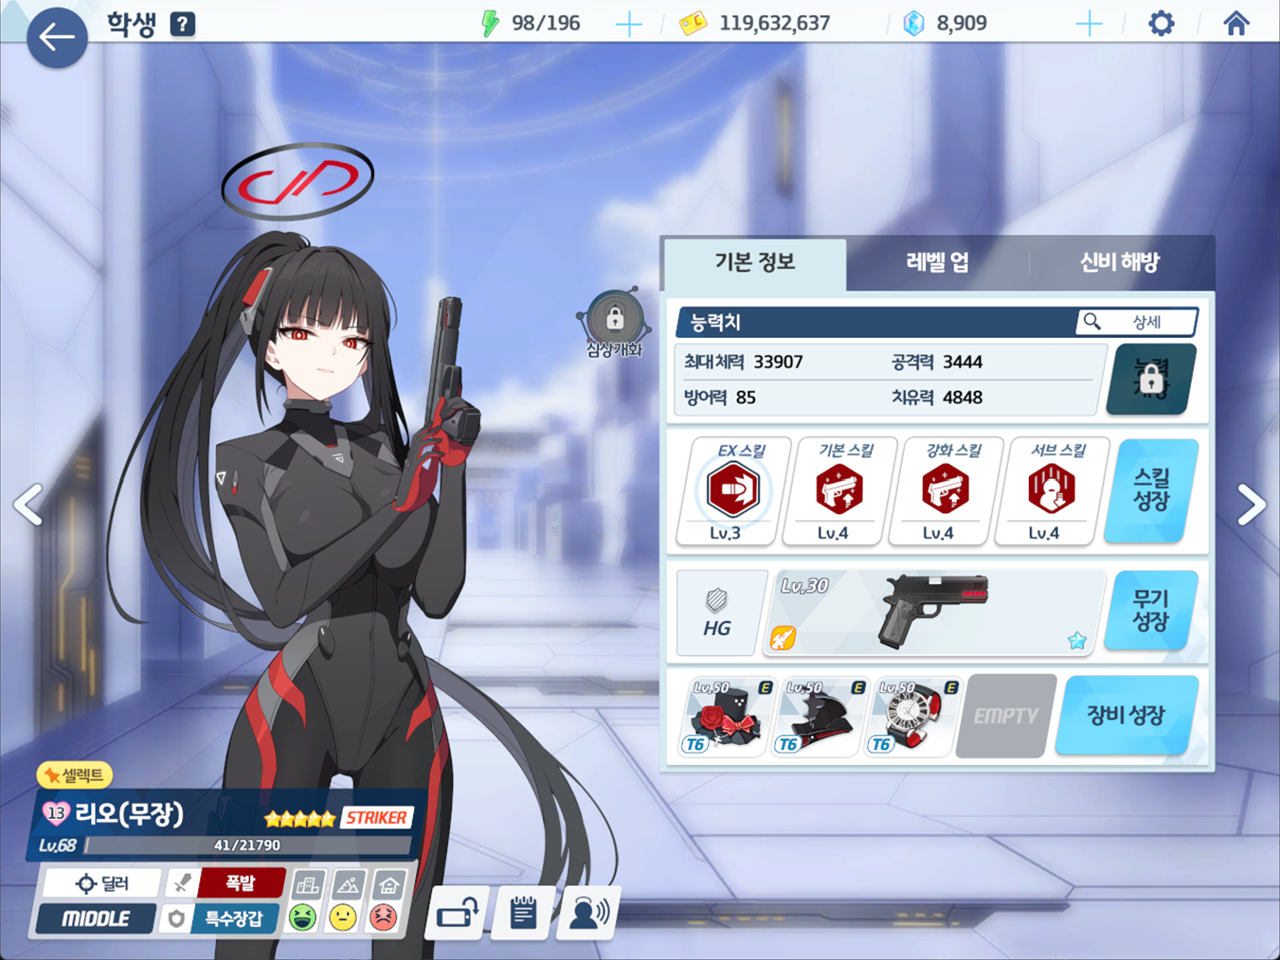 학생 ?
98/196
119,632,637
8,909
심상개화
기본 정보
레벨 업
신비 해방
능력치
상세
최대 체력 33907
공격력 3444
방어력 85
치유력 4848
EX 스킬
기본 스킬
강화 스킬
서브 스킬
Lv.3
Lv.4
Lv.4
Lv.4
스킬
성장
HG
Lv.30
무기
성장
Lv.50 E
Lv.50 E
Lv.50 E
T6
T6
T6
EMPTY
장비 성장
셀렉트
13 리오(무장)
STRIKER
Lv.68
41/21790
딜러
폭발
MIDDLE
특수장갑